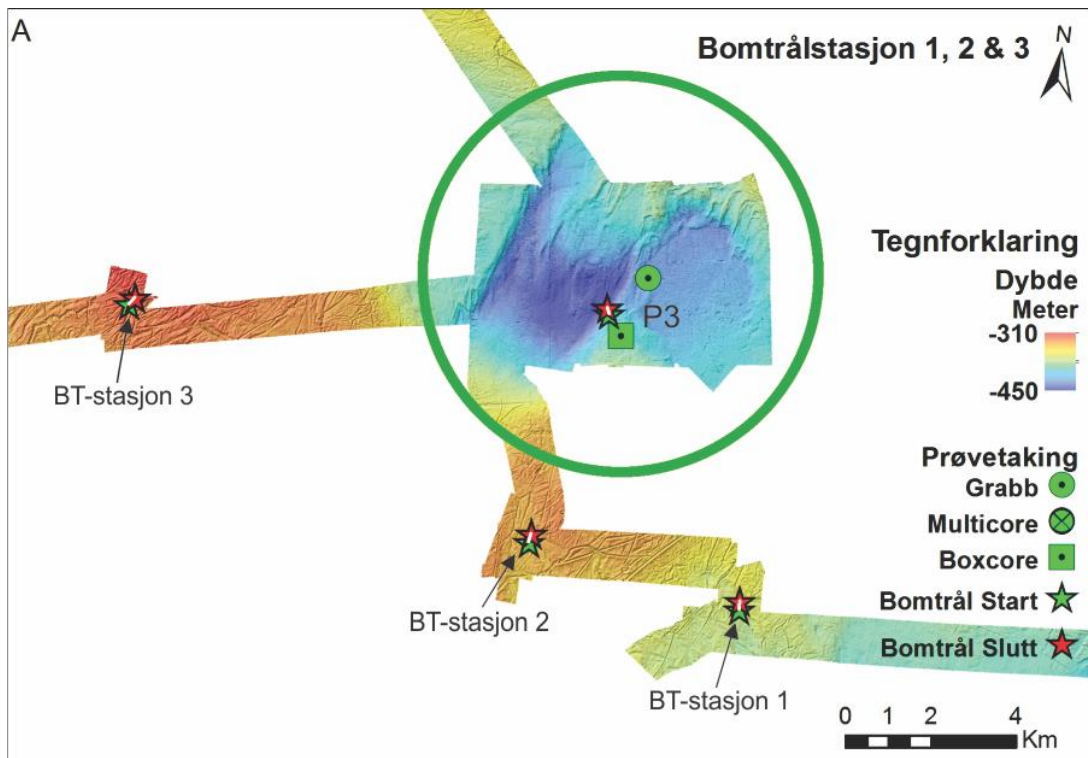 A
Bomtrålstasjon 1, 2 & 3
N
P3
BT-stasjon 3
BT-stasjon 2
BT-stasjon 1
Tegnforklaring
Dybde
Meter
-310
-450
Prøvetaking
Grabb
Multicore
Boxcore
Bomtrål Start
Bomtrål Slutt
0 1 2 4
Km